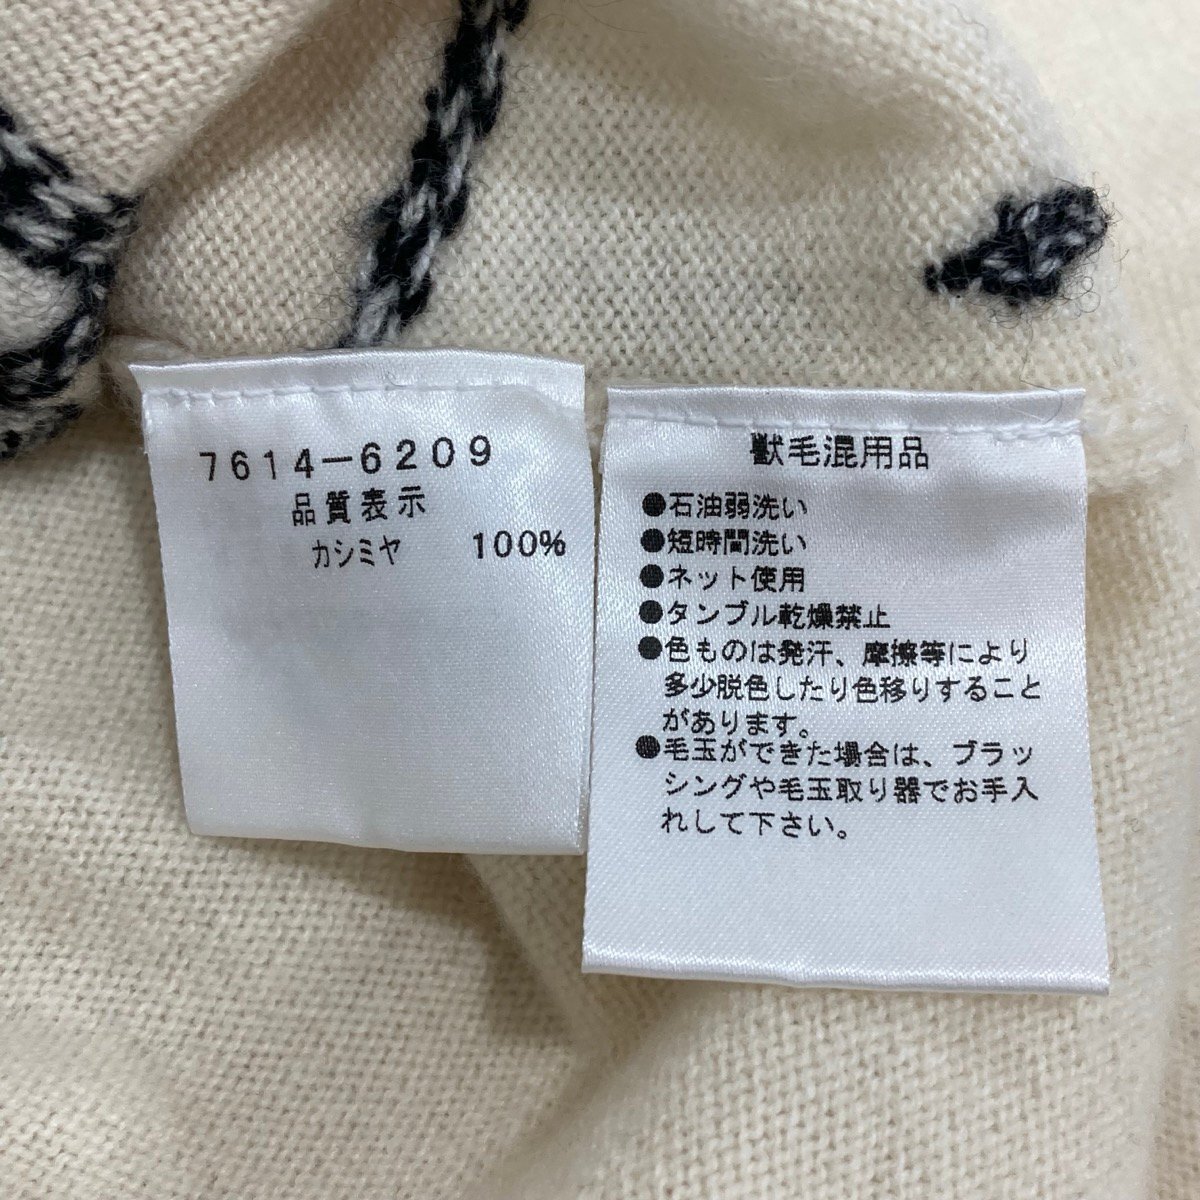 7614-6209
品質表示
カシミヤ 100%
獣毛混用品
●石油弱洗い
●短時間洗い
●ネット使用
●タンブル乾燥禁止
●色ものは発汗、摩擦等により
多少脱色したり色移りすること
があります。
●毛玉ができた場合は、ブラッ
シングや毛玉取り器でお手入
れして下さい。